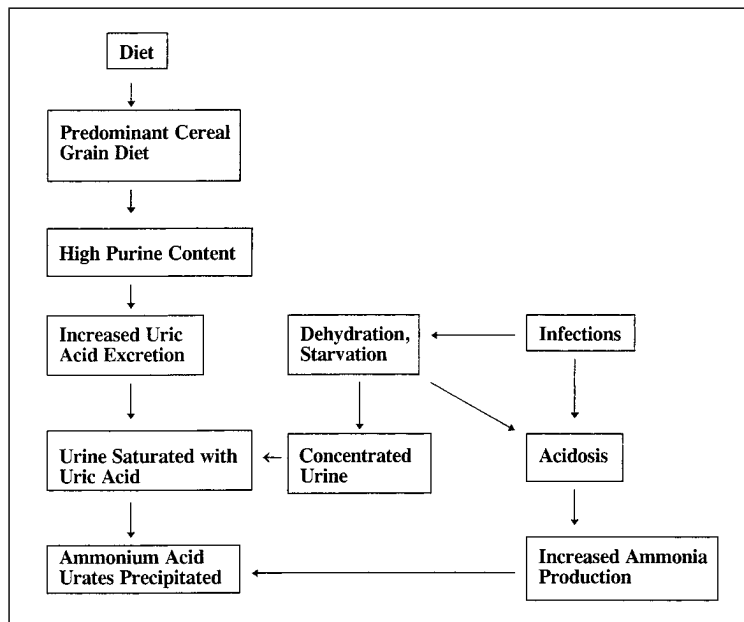 Diet
Predominant Cereal
Grain Diet
High Purine Content
Increased Uric
Acid Excretion
Dehydration,
Starvation
Infections
Urine Saturated with
Uric Acid
Concentrated
Urine
Acidosis
Ammonium Acid
Urates Precipitated
Increased Ammonia
Production